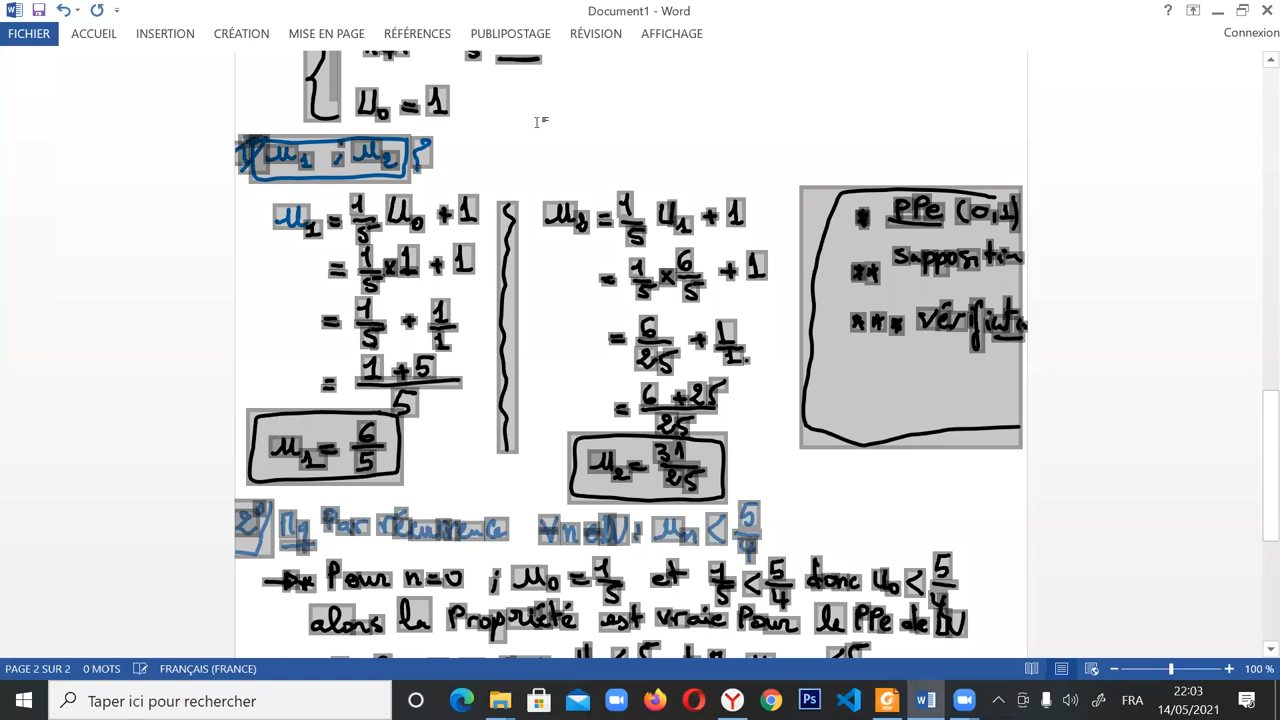 Document1 - Word
FICHIER ACCUEIL INSERTION CRÉATION MISE EN PAGE RÉFÉRENCES PUBLIPOSTAGE RÉVISION AFFICHAGE Connexion
U₀ = 1
1/ u₁ ; u₂ ?
u₁ = 1/5 U₀ + 1
= 1/5 × 1 + 1
= 1/5 + 1/1
= (1 + 5)/5
u₁ = 6/5
u₂ = 1/5 u₁ + 1
= 1/5 × 6/5 + 1
= 6/25 + 1/1
= (6 + 25)/25
u₂ = 31/25
* PPe (0,1)
** suppositin
*** vérificati
2°/ Mq Par récurrence ∀n∈ℕ ; un < 5/4
→ * Pour n=0 ; u₀ = 1/5 et 1/5 < 5/4 donc u₀ < 5/4
alors la Propriété est vraie Pour le PPe de ℕ
PAGE 2 SUR 2 0 MOTS FRANÇAIS (FRANCE) 100 %
Taper ici pour rechercher Ps FRA 22:03
14/05/2021